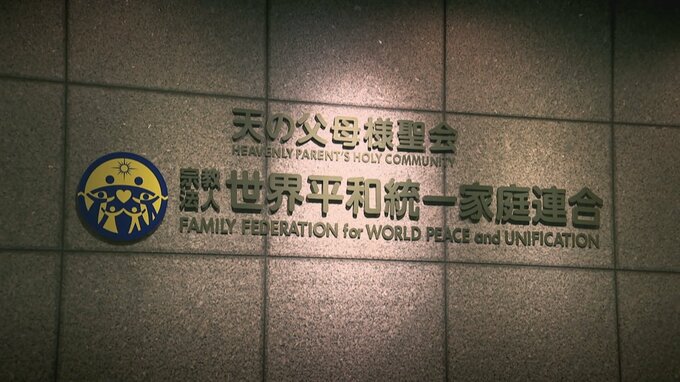 天の父母様聖会
HEAVENLY PARENT'S HOLY COMMUNITY
宗教法人 世界平和統一家庭連合
FAMILY FEDERATION for WORLD PEACE and UNIFICATION